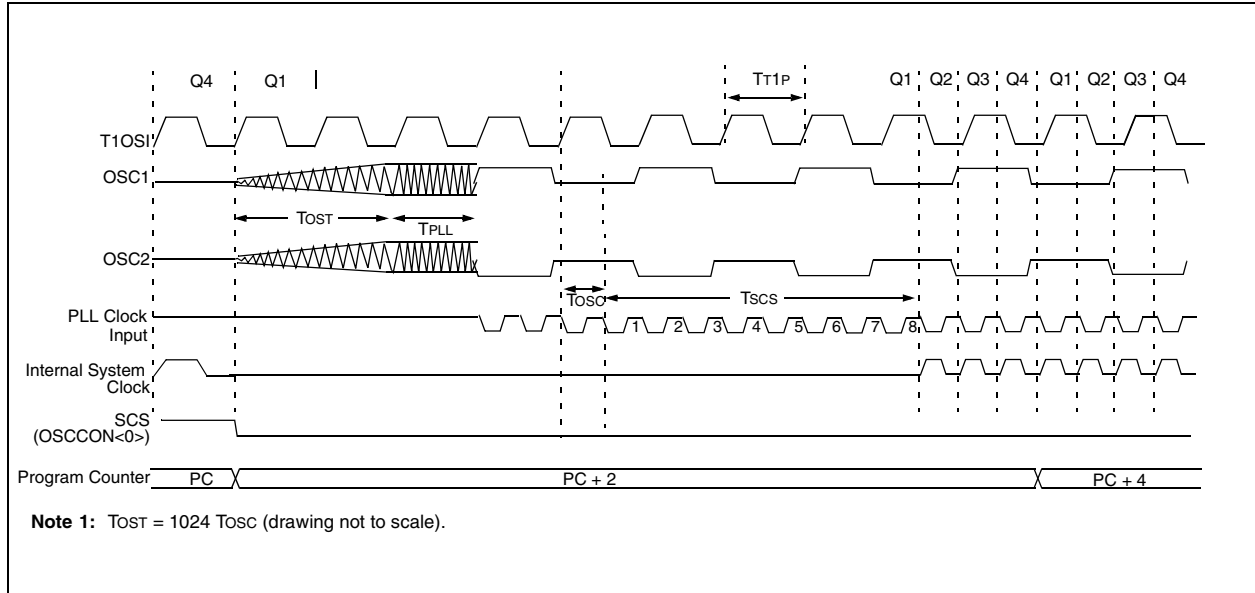 Q4 Q1 TT1P Q1 Q2 Q3 Q4 Q1 Q2 Q3 Q4
T1OSI
OSC1
TOST TPLL
OSC2
TOSC TSCS
PLL Clock
Input
1 2 3 4 5 6 7 8
Internal System
Clock
SCS
(OSCCON<0>)
Program Counter PC PC + 2 PC + 4
Note 1: TOST = 1024 TOSC (drawing not to scale).